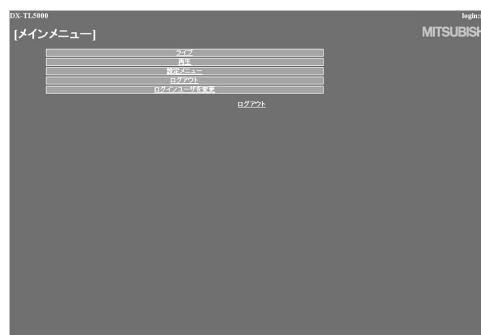 DX-TL5000
login:
[メインメニュー]
MITSUBISH
ライブ
再生
設定メニュー
ログアウト
ログインユーザを変更
ログアウト